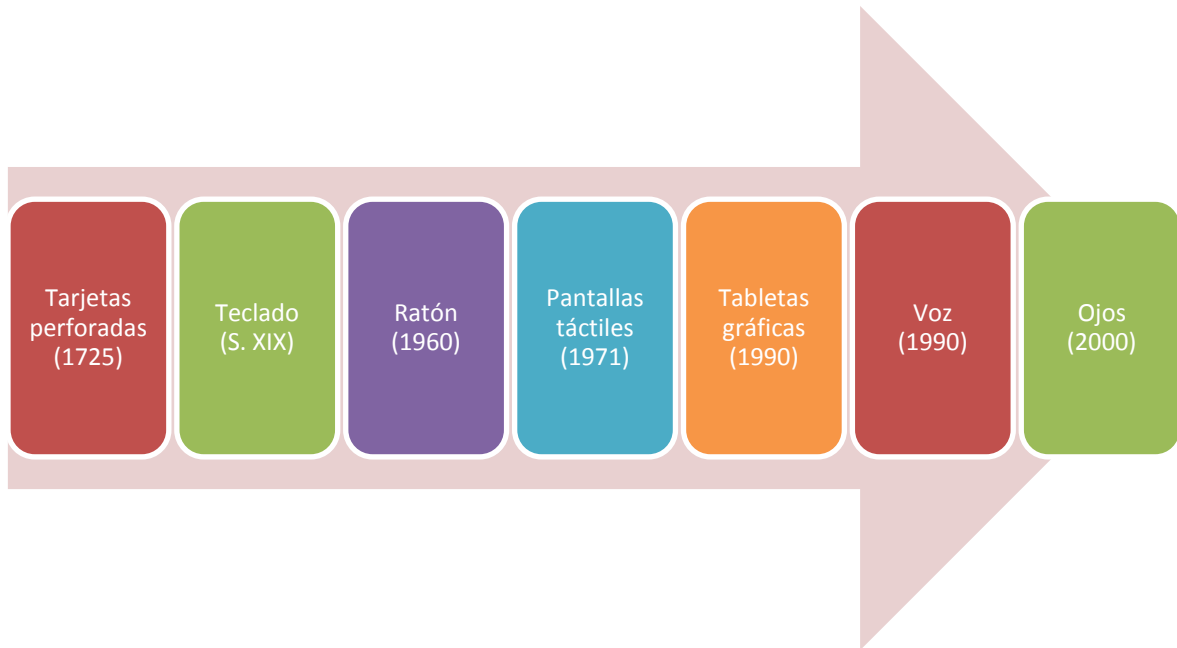 Tarjetas
perforadas
(1725)
Teclado
(S. XIX)
Ratón
(1960)
Pantallas
táctiles
(1971)
Tabletas
gráficas
(1990)
Voz
(1990)
Ojos
(2000)